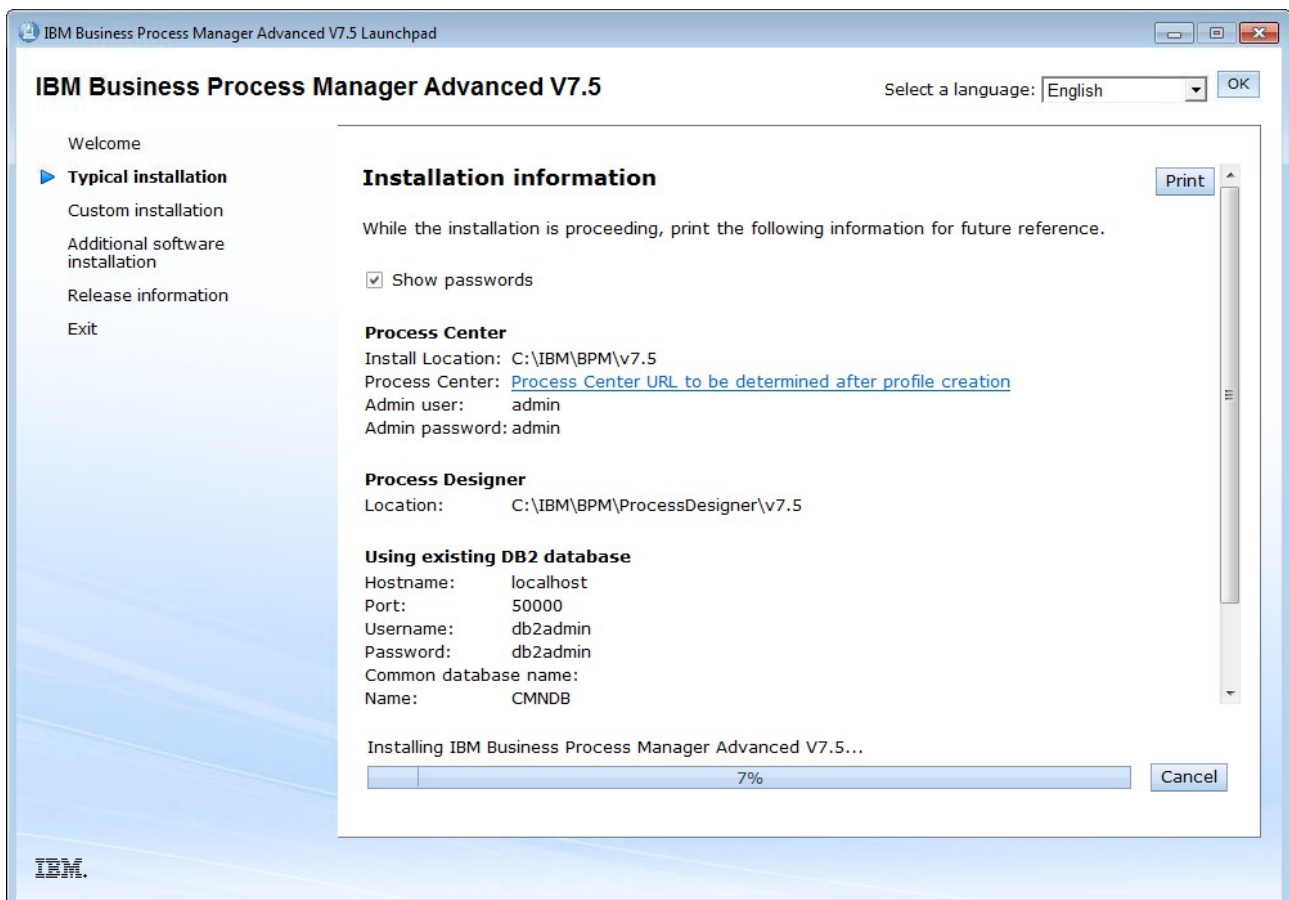 IBM Business Process Manager Advanced V7.5 Launchpad
IBM Business Process Manager Advanced V7.5
Select a language: English OK
Welcome
Typical installation
Custom installation
Additional software
installation
Release information
Exit
Installation information
Print
While the installation is proceeding, print the following information for future reference.
Show passwords
Process Center
Install Location: C:\IBM\BPM\v7.5
Process Center: Process Center URL to be determined after profile creation
Admin user: admin
Admin password: admin
Process Designer
Location: C:\IBM\BPM\ProcessDesigner\v7.5
Using existing DB2 database
Hostname: localhost
Port: 50000
Username: db2admin
Password: db2admin
Common database name:
Name: CMNDB
Installing IBM Business Process Manager Advanced V7.5...
7%
Cancel
IBM.